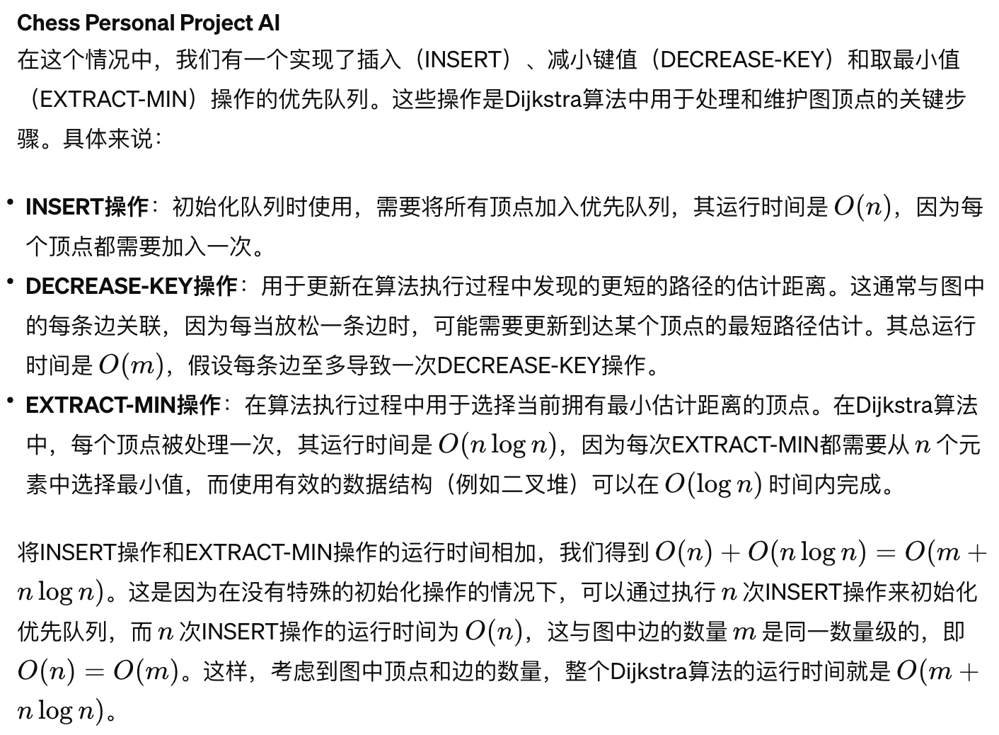 Chess Personal Project AI
在这个情况中，我们有一个实现了插入（INSERT）、减小键值（DECREASE-KEY）和取最小值
（EXTRACT-MIN）操作的优先队列。这些操作是Dijkstra算法中用于处理和维护图顶点的关键步
骤。具体来说：
• INSERT操作：初始化队列时使用，需要将所有顶点加入优先队列，其运行时间是 O(n)，因为每
个顶点都需要加入一次。
• DECREASE-KEY操作：用于更新在算法执行过程中发现的更短的路径的估计距离。这通常与图中
的每条边关联，因为每当放松一条边时，可能需要更新到达某个顶点的最短路径估计。其总运行
时间是 O(m)，假设每条边至多导致一次DECREASE-KEY操作。
• EXTRACT-MIN操作：在算法执行过程中用于选择当前拥有最小估计距离的顶点。在Dijkstra算法
中，每个顶点被处理一次，其运行时间是 O(n log n)，因为每次EXTRACT-MIN都需要从 n 个元
素中选择最小值，而使用有效的数据结构（例如二叉堆）可以在 O(log n) 时间内完成。
将INSERT操作和EXTRACT-MIN操作的运行时间相加，我们得到 O(n) + O(n log n) = O(m +
n log n)。这是因为在没有特殊的初始化操作的情况下，可以通过执行 n 次INSERT操作来初始化
优先队列，而 n 次INSERT操作的运行时间为 O(n)，这与图中边的数量 m 是同一数量级的，即
O(n) = O(m)。这样，考虑到图中顶点和边的数量，整个Dijkstra算法的运行时间就是 O(m +
n log n)。